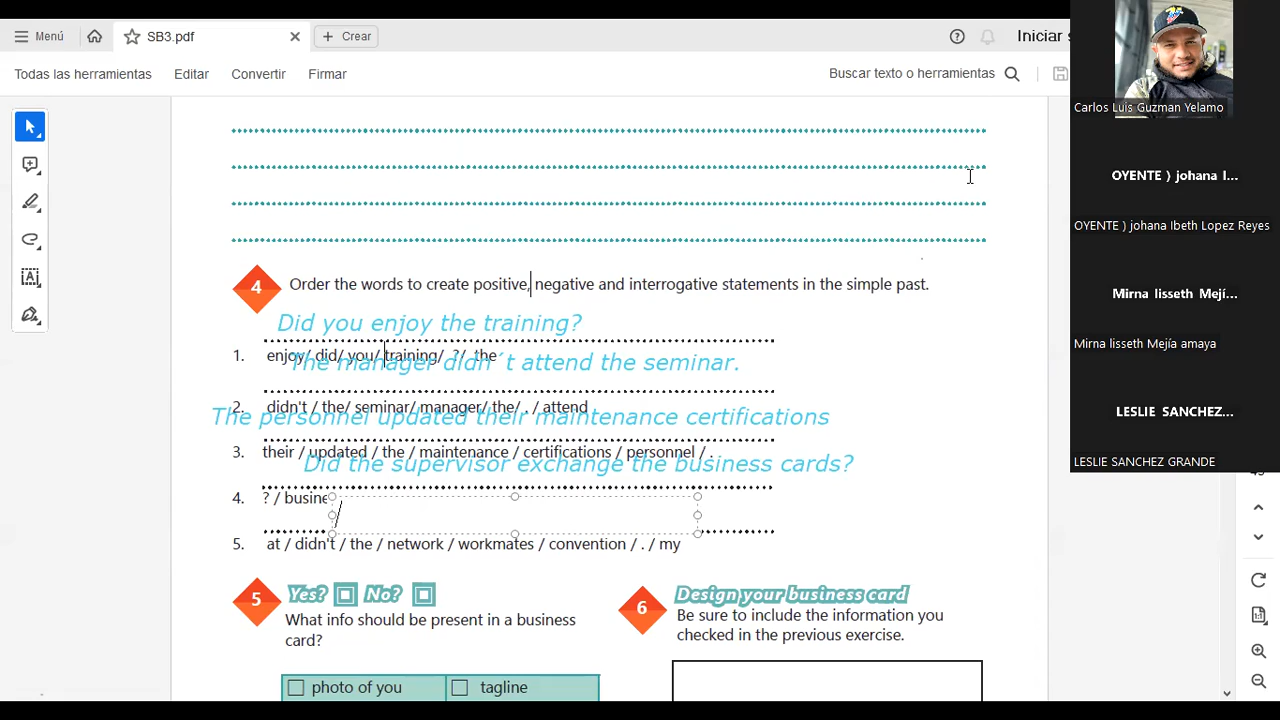 Menú
SB3.pdf
Crear
Iniciar s
Todas las herramientas
Editar
Convertir
Firmar
Buscar texto o herramientas
Carlos Luis Guzman Yelamo
OYENTE ) johana I...
OYENTE ) johana Ibeth Lopez Reyes
Mirna lisseth Mejí...
Mirna lisseth Mejía amaya
LESLIE SANCHEZ...
LESLIE SANCHEZ GRANDE
4 Order the words to create positive, negative and interrogative statements in the simple past.
Did you enjoy the training?
1. enjoy/ did/ you/ training/ ?/ the
The manager didn´t attend the seminar.
2. didn't / the/ seminar/ manager/ the/ . / attend
The personnel updated their maintenance certifications
3. their / updated / the / maintenance / certifications / personnel / .
Did the supervisor exchange the business cards?
4. ? / busine
/
5. at / didn't / the / network / workmates / convention / . / my
5 Yes? No?
What info should be present in a business
card?
photo of you
tagline
6 Design your business card
Be sure to include the information you
checked in the previous exercise.